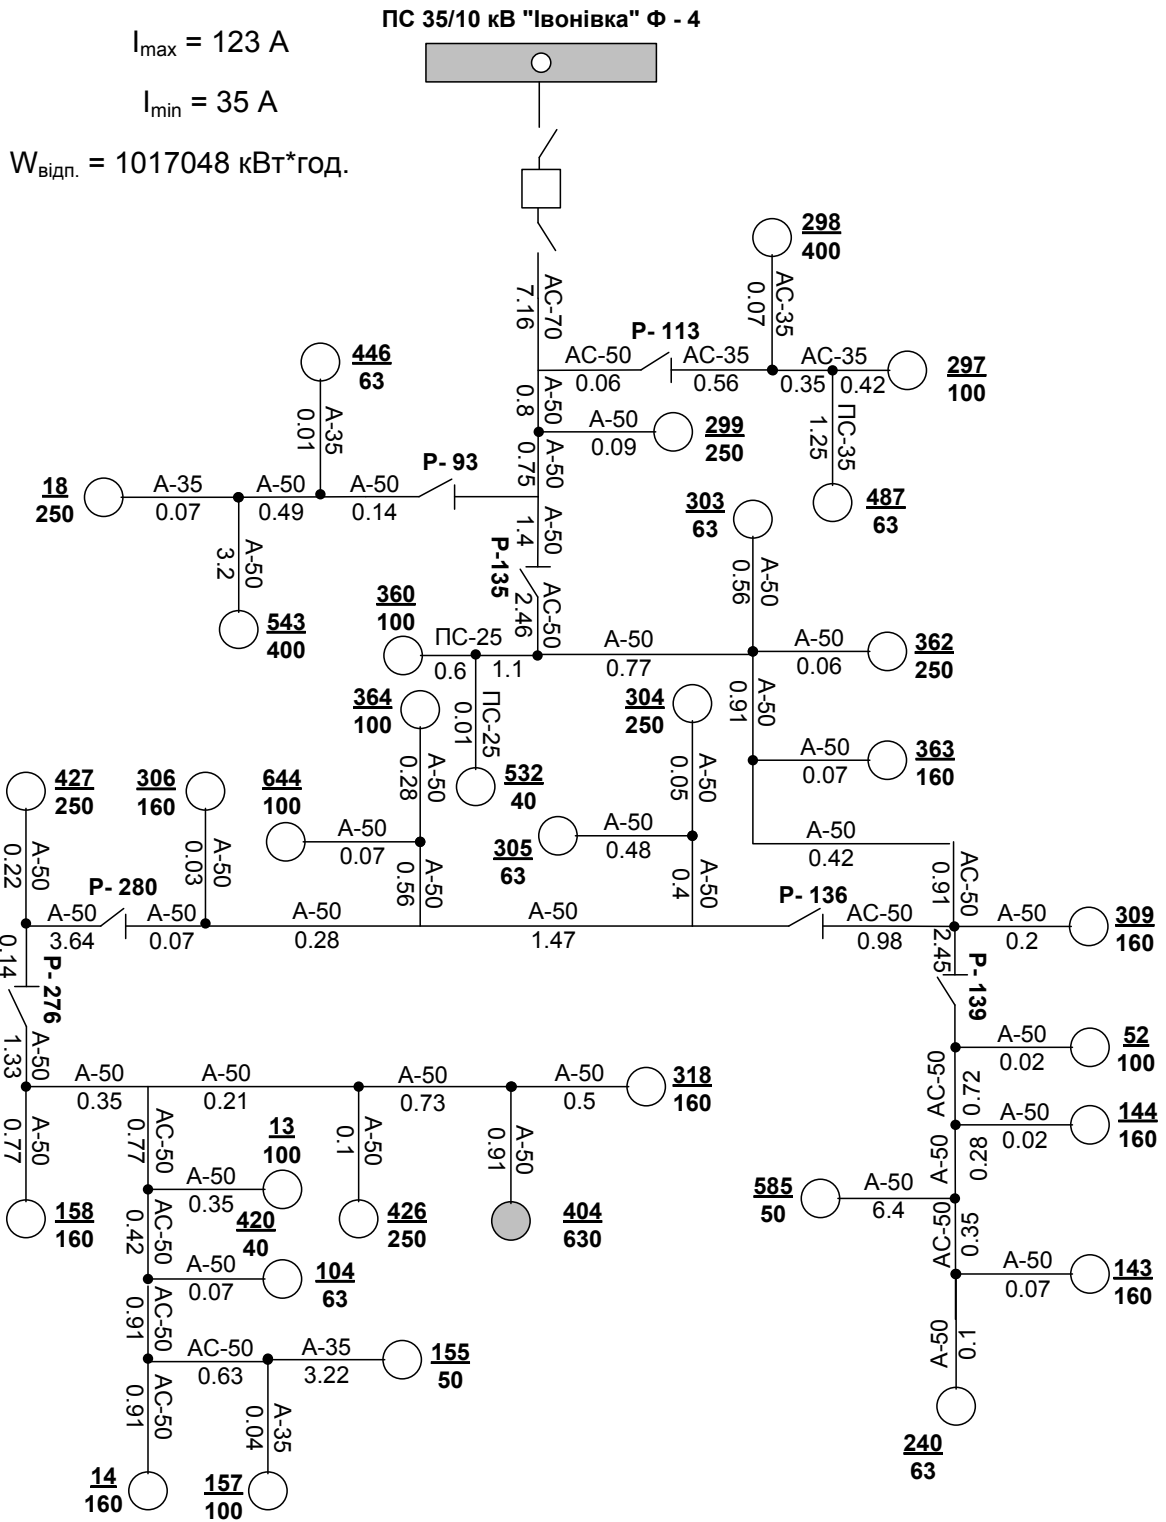 ПС 35/10 кВ "Івонівка" Ф - 4
Imax = 123 А
Imin = 35 А
Wвідп. = 1017048 кВт*год.
АС-70
7.16
298
400
АС-35
0.07
Р- 113
АС-50
0.06
АС-35
0.56
АС-35
0.35
0.42
297
100
ПС-35
1.25
487
63
446
63
А-35
0.01
А-50
0.8
А-50
0.09
299
250
А-50
0.75
Р- 93
18
250
А-35
0.07
А-50
0.49
А-50
0.14
А-50
3.2
543
400
А-50
1.4
Р-135
АС-50
2.46
303
63
А-50
0.56
360
100
ПС-25
0.6
1.1
ПС-25
0.01
532
40
А-50
0.77
А-50
0.06
362
250
А-50
0.91
А-50
0.07
363
160
А-50
0.42
АС-50
0.91
364
100
А-50
0.28
304
250
А-50
0.05
427
250
306
160
644
100
А-50
0.07
305
63
А-50
0.48
А-50
0.22
А-50
0.03
А-50
0.56
А-50
0.4
Р- 280
А-50
3.64
А-50
0.07
А-50
0.28
А-50
1.47
Р- 136
АС-50
0.98
А-50
0.2
309
160
0.14
Р- 276
А-50
1.33
2.45
Р- 139
А-50
0.02
52
100
АС-50
0.72
А-50
0.02
144
160
А-50
0.28
585
50
А-50
6.4
АС-50
0.35
А-50
0.07
143
160
А-50
0.1
240
63
А-50
0.35
А-50
0.21
А-50
0.73
А-50
0.5
318
160
А-50
0.77
158
160
АС-50
0.77
13
100
А-50
0.35
А-50
0.1
426
250
А-50
0.91
404
630
АС-50
0.42
420
40
А-50
0.07
104
63
АС-50
0.91
АС-50
0.63
А-35
3.22
155
50
АС-50
0.91
А-35
0.04
14
160
157
100